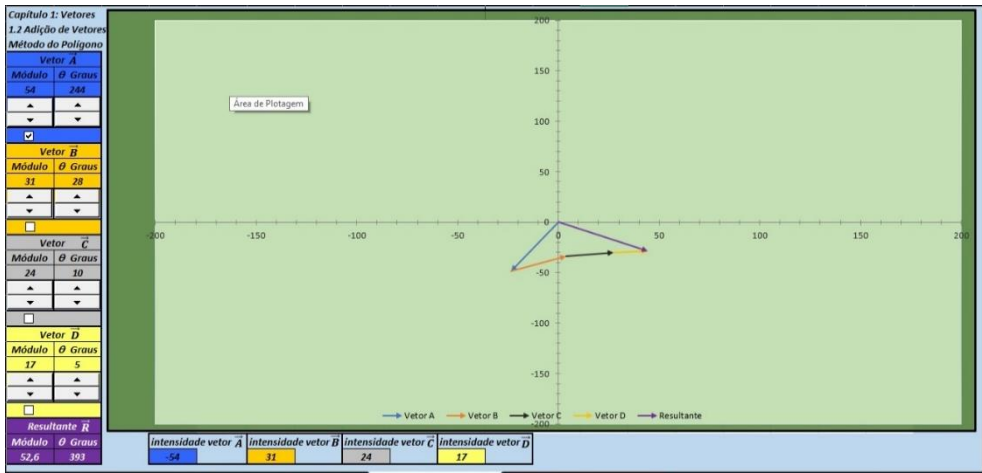 Capítulo 1: Vetores
1.2 Adição de Vetores
Método do Polígono
Vetor A
Módulo θ Graus
54 244
Vetor B
Módulo θ Graus
31 28
Vetor C
Módulo θ Graus
24 10
Vetor D
Módulo θ Graus
17 5
Resultante R
Módulo θ Graus
52,6 393
Área de Plotagem
200
150
100
50
0
-200 -150 -100 -50 0 50 100 150 200
-50
-100
-150
-200
Vetor A Vetor B Vetor C Vetor D Resultante
intensidade vetor A intensidade vetor B intensidade vetor C intensidade vetor D
-54 31 24 17